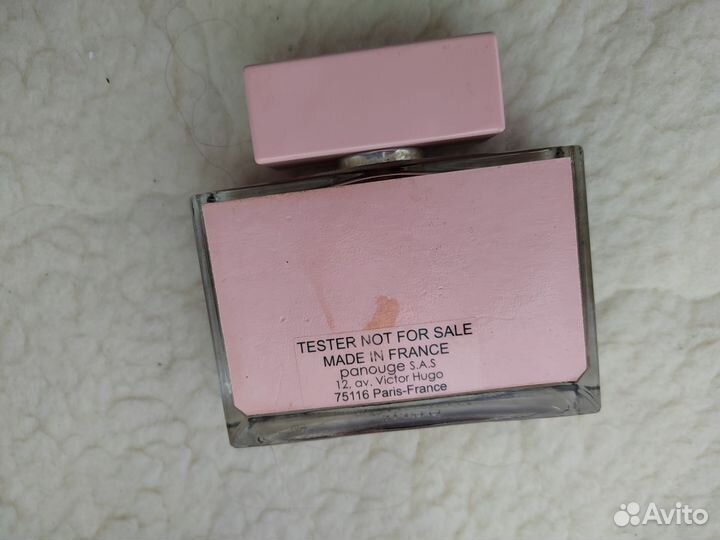 TESTER NOT FOR SALE
MADE IN FRANCE
panouge S.A.S
12, av. Victor Hugo
75116 Paris-France
Avito